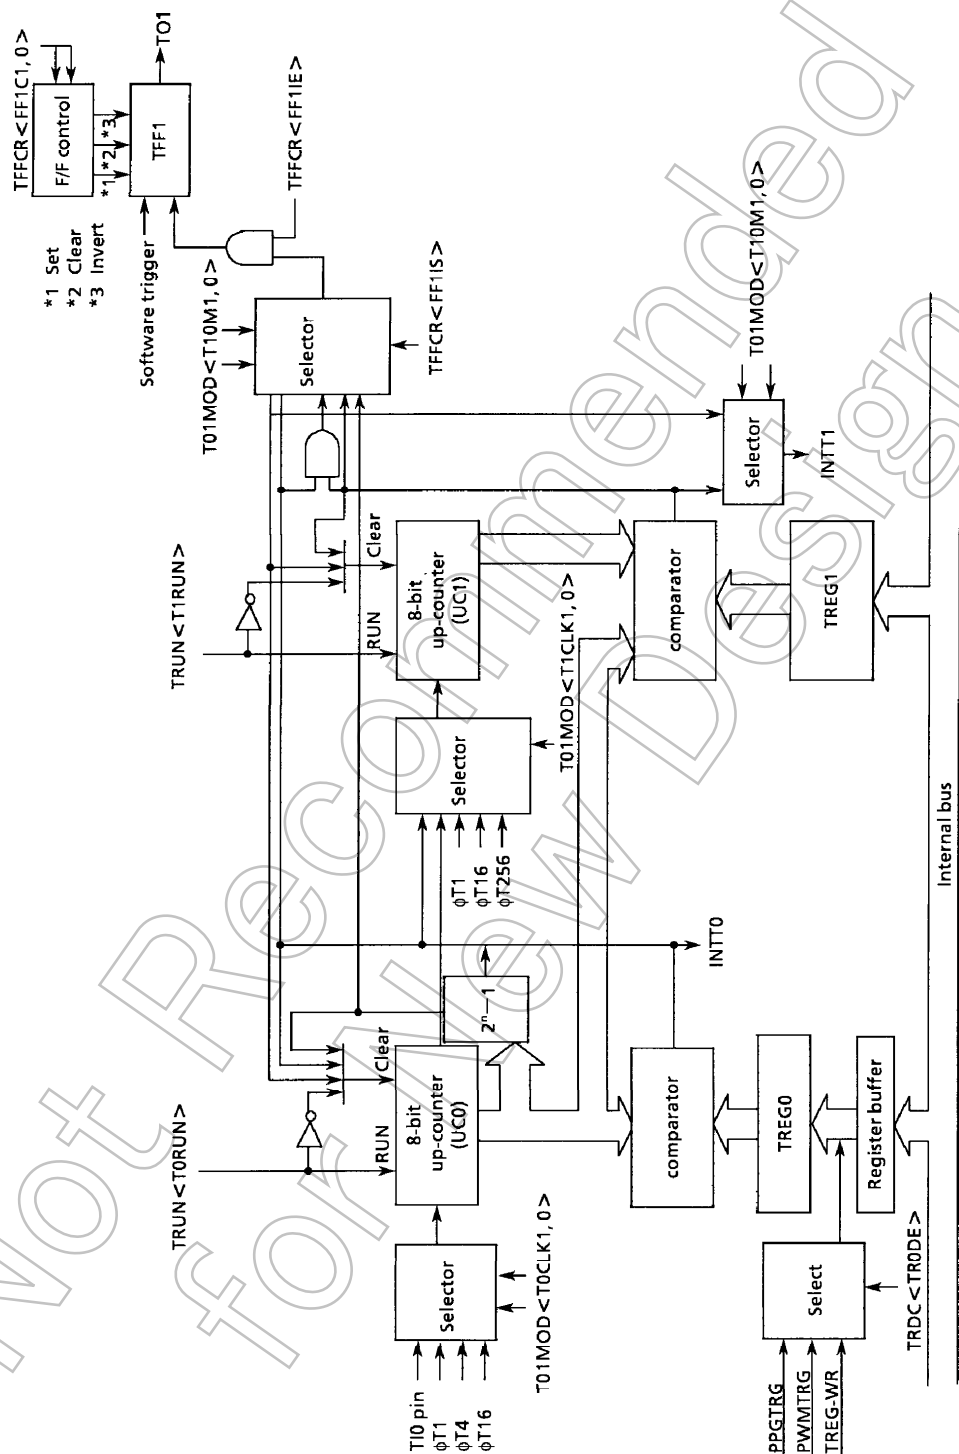 TRUN<T0RUN>
TRUN<T1RUN>
T01MOD<T10M1, 0>
TFFCR<FF1C1, 0>
F/F control
*1 *2 *3
TFF1
TO1
*1 Set
*2 Clear
*3 Invert
Software trigger
TFFCR<FF1IE>
Selector
TFFCR<FF1IS>
TI0 pin
φT1
φT4
φT16
Selector
T01MOD<T0CLK1, 0>
RUN
Clear
8-bit
up-counter
(UC0)
2ⁿ—1
φT1
φT16
φT256
Selector
T01MOD<T1CLK1, 0>
RUN
Clear
8-bit
up-counter
(UC1)
comparator
INTT0
comparator
Selector
T01MOD<T10M1, 0>
INTT1
TREG0
TREG1
Register buffer
PPGTRG
PWMTRG
TREG-WR
Select
TRDC<TR0DE>
Internal bus
Not Recommended
for New Design